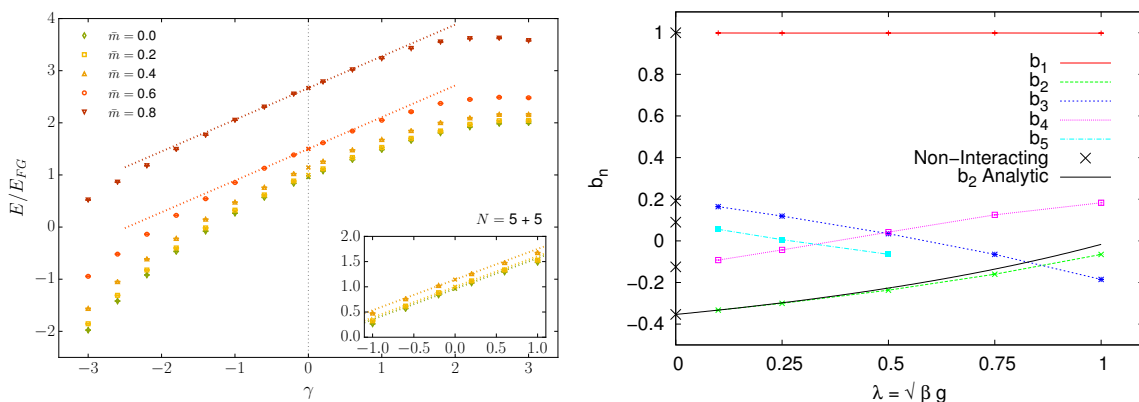 4
3
2
1
0
−1
−2
E/E_FG
m̄ = 0.0
m̄ = 0.2
m̄ = 0.4
m̄ = 0.6
m̄ = 0.8
N = 5 + 5
2.0
1.5
1.0
0.5
0.0
−1.0 −0.5 0.0 0.5 1.0
−3 −2 −1 0 1 2 3
γ
1
0.8
0.6
0.4
0.2
0
-0.2
-0.4
b_n
b_1
b_2
b_3
b_4
b_5
Non-Interacting
b_2 Analytic
0 0.25 0.5 0.75 1
λ = √ β g